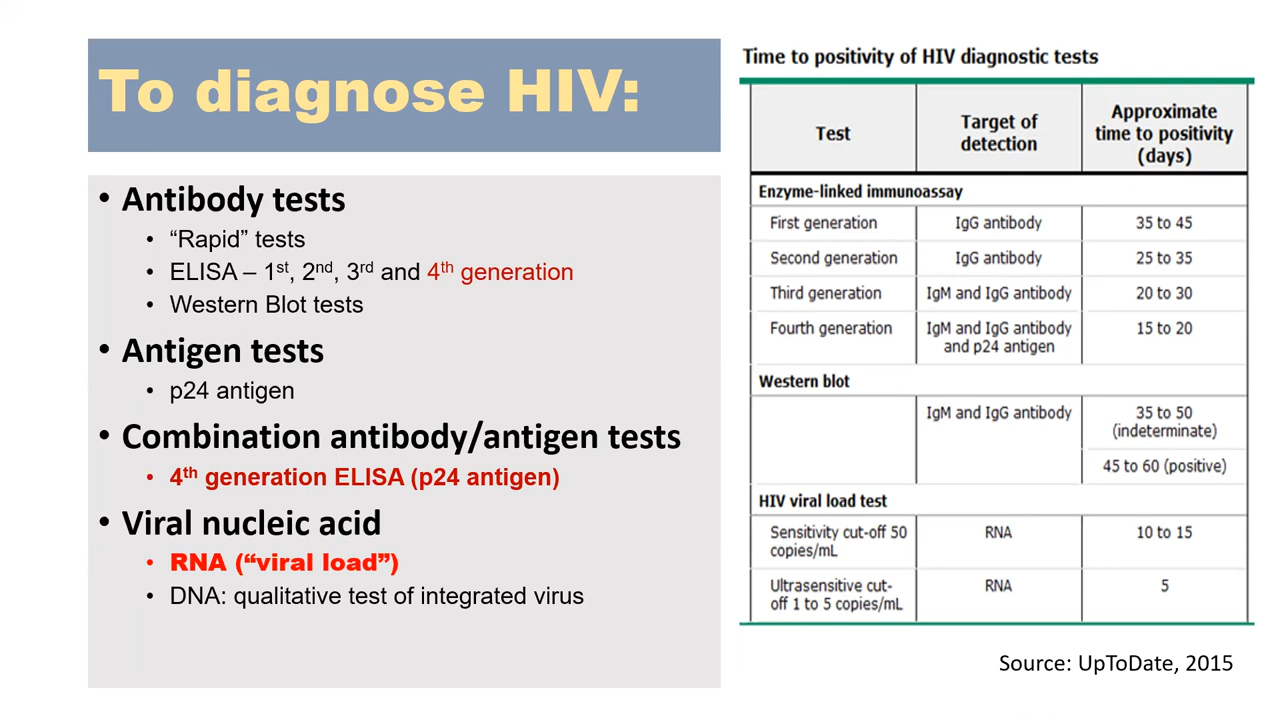 To diagnose HIV:
• Antibody tests
• “Rapid” tests
• ELISA – 1st, 2nd, 3rd and 4th generation
• Western Blot tests
• Antigen tests
• p24 antigen
• Combination antibody/antigen tests
• 4th generation ELISA (p24 antigen)
• Viral nucleic acid
• RNA (“viral load”)
• DNA: qualitative test of integrated virus
Time to positivity of HIV diagnostic tests
Test
Target of
detection
Approximate
time to positivity
(days)
Enzyme-linked immunoassay
First generation IgG antibody 35 to 45
Second generation IgG antibody 25 to 35
Third generation IgM and IgG antibody 20 to 30
Fourth generation IgM and IgG antibody 15 to 20
and p24 antigen
Western blot
IgM and IgG antibody 35 to 50
(indeterminate)
45 to 60 (positive)
HIV viral load test
Sensitivity cut-off 50 RNA 10 to 15
copies/mL
Ultrasensitive cut- RNA 5
off 1 to 5 copies/mL
Source: UpToDate, 2015